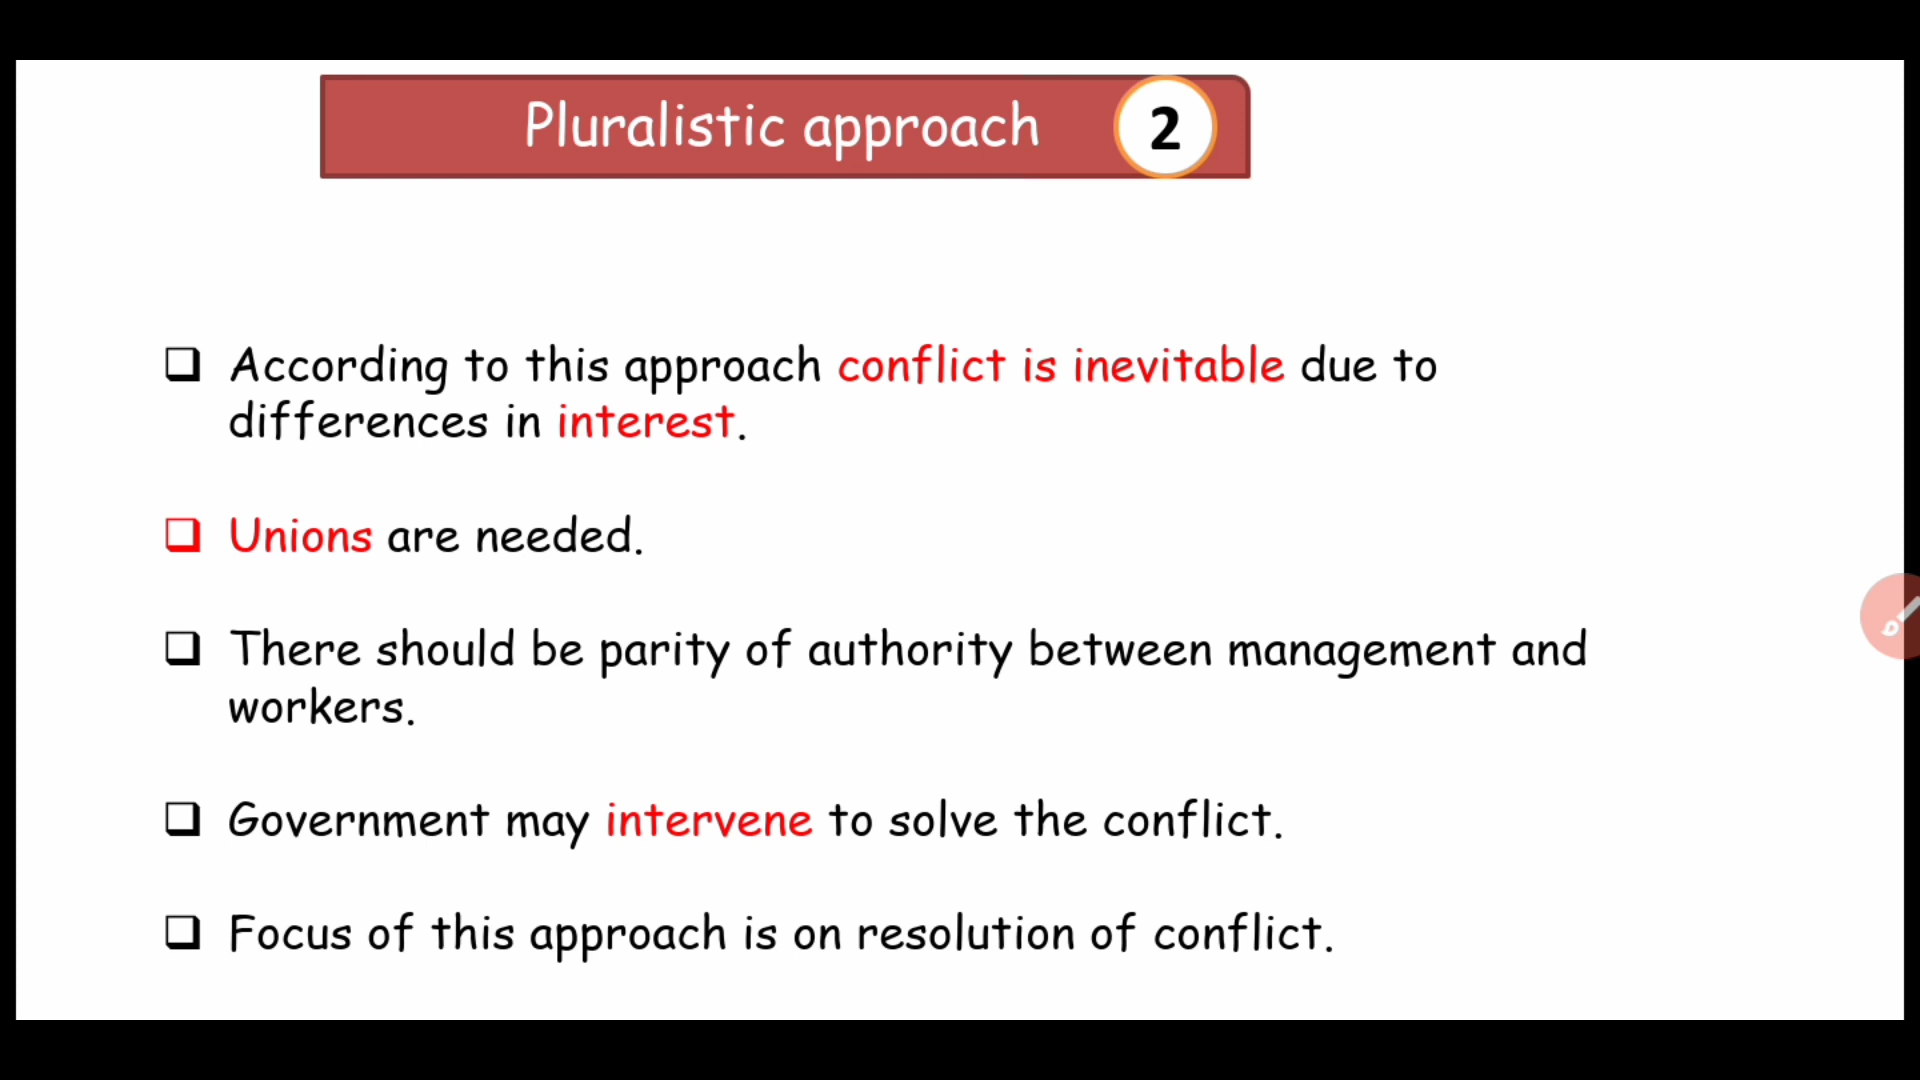 Pluralistic approach 2
❑ According to this approach conflict is inevitable due to
differences in interest.
❑ Unions are needed.
❑ There should be parity of authority between management and
workers.
❑ Government may intervene to solve the conflict.
❑ Focus of this approach is on resolution of conflict.